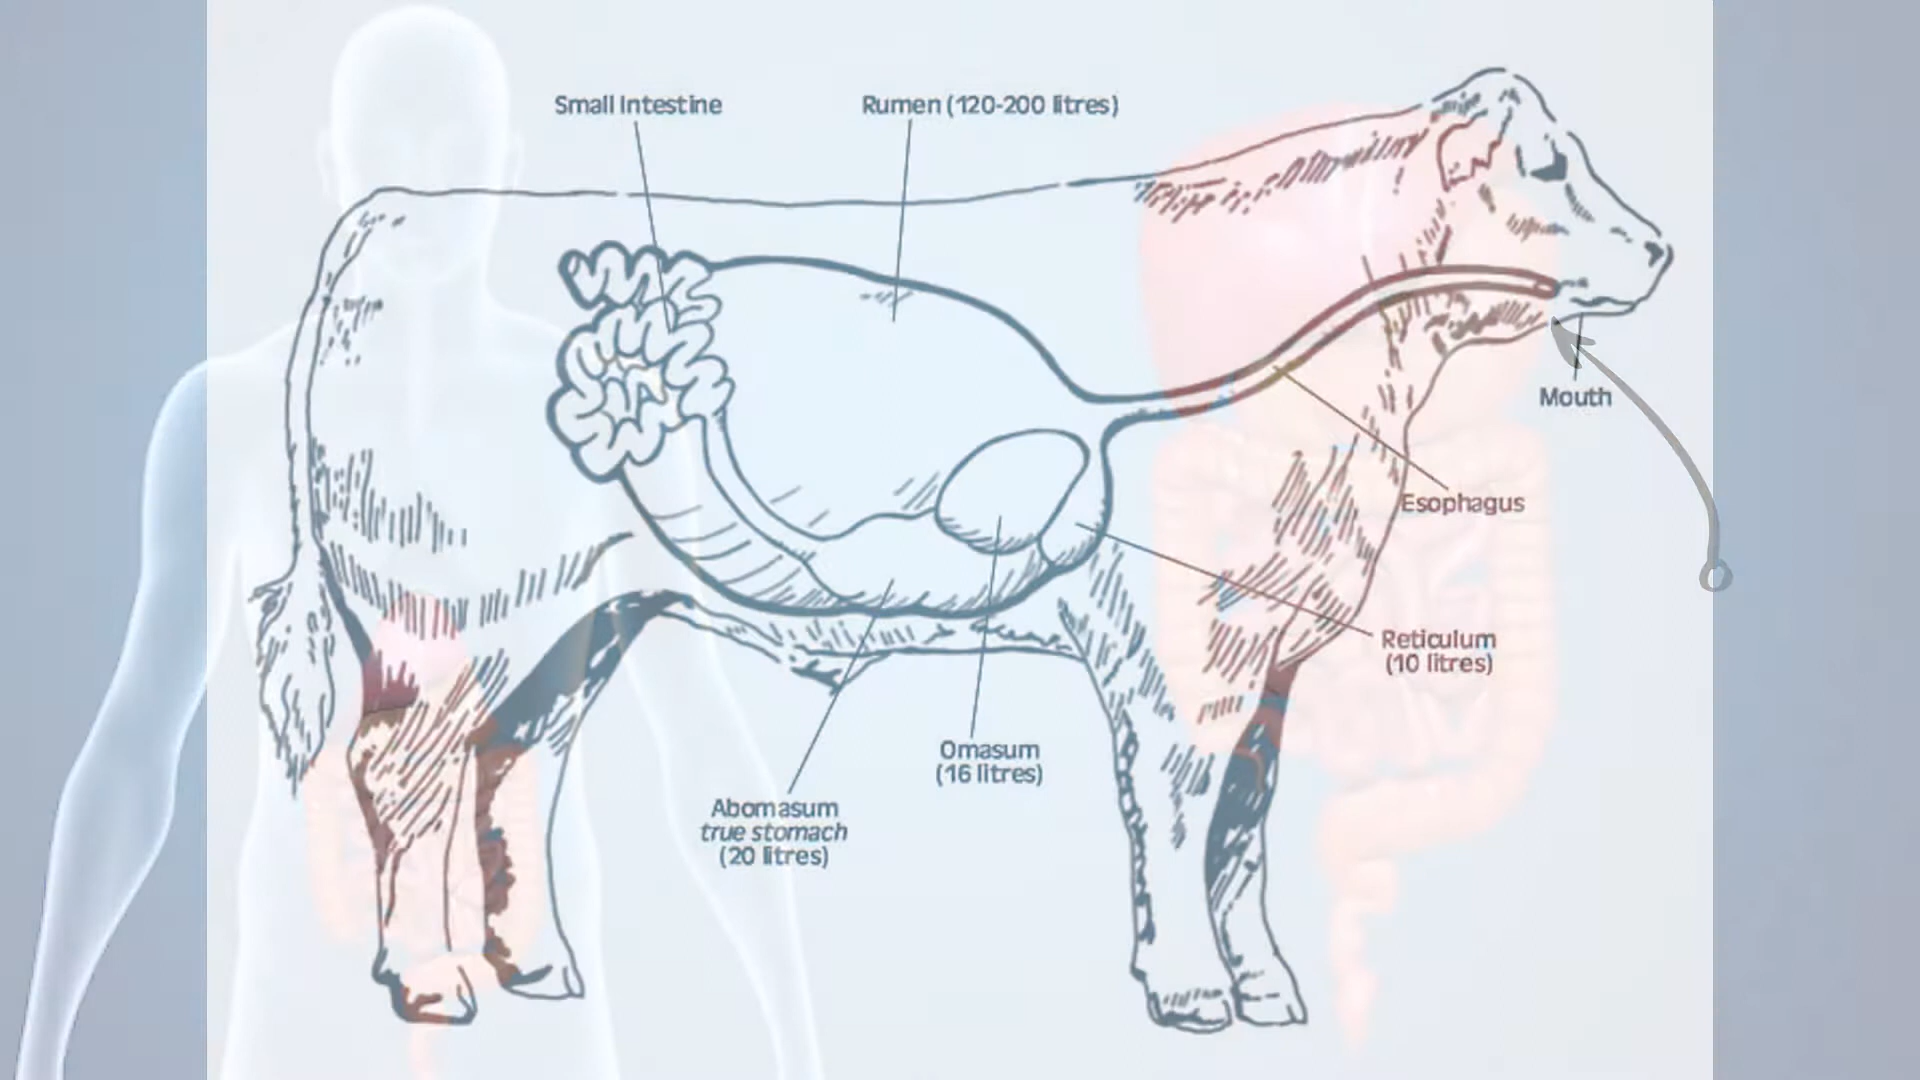 Small Intestine
Rumen (120-200 litres)
Mouth
Esophagus
Reticulum
(10 litres)
Omasum
(16 litres)
Abomasum
true stomach
(20 litres)